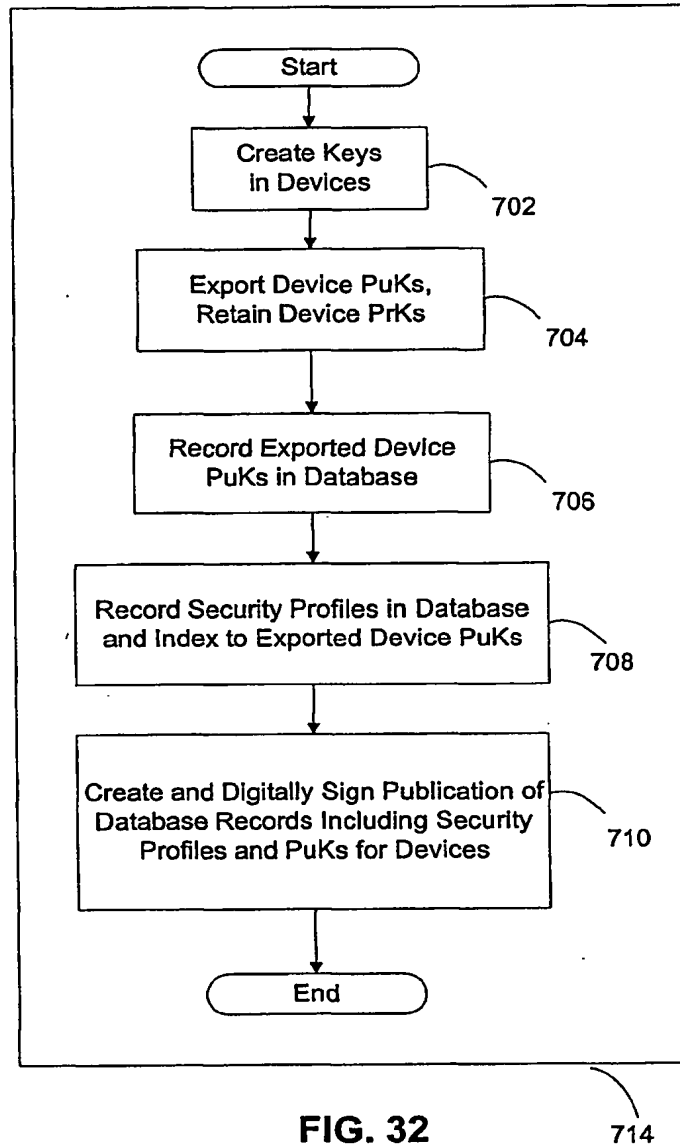 Start
Create Keys
in Devices
702
Export Device PuKs,
Retain Device PrKs
704
Record Exported Device
PuKs in Database
706
Record Security Profiles in Database
and Index to Exported Device PuKs
708
Create and Digitally Sign Publication of
Database Records Including Security
Profiles and PuKs for Devices
710
End
FIG. 32
714